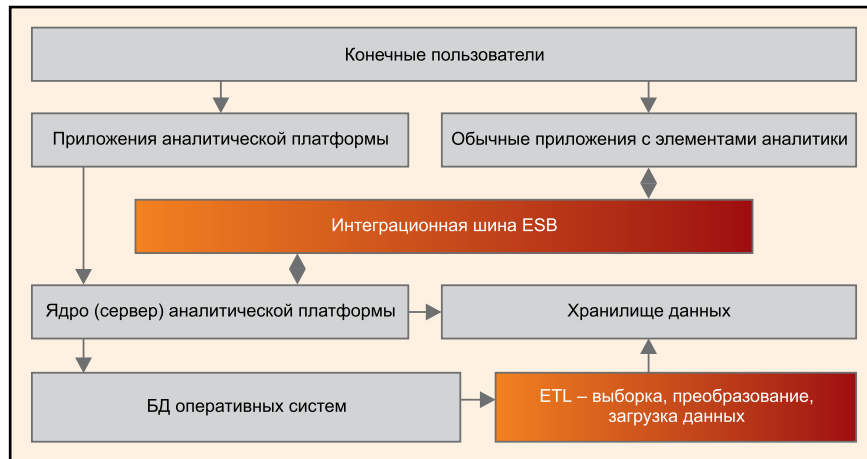 Конечные пользователи
Приложения аналитической платформы
Обычные приложения с элементами аналитики
Интеграционная шина ESB
Ядро (сервер) аналитической платформы
Хранилище данных
БД оперативных систем
ETL – выборка, преобразование,
загрузка данных